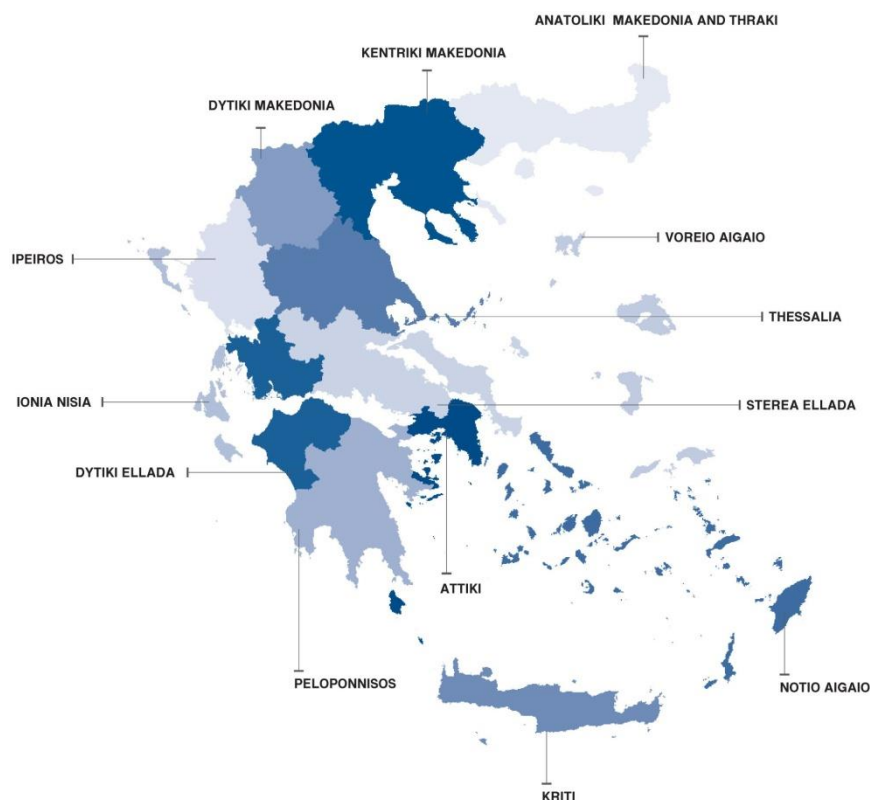 ANATOLIKI MAKEDONIA AND THRAKI
KENTRIKI MAKEDONIA
DYTIKI MAKEDONIA
VOREIO AIGAIO
IPEIROS
THESSALIA
IONIA NISIA
STEREA ELLADA
DYTIKI ELLADA
ATTIKI
PELOPONNISOS
NOTIO AIGAIO
KRITI